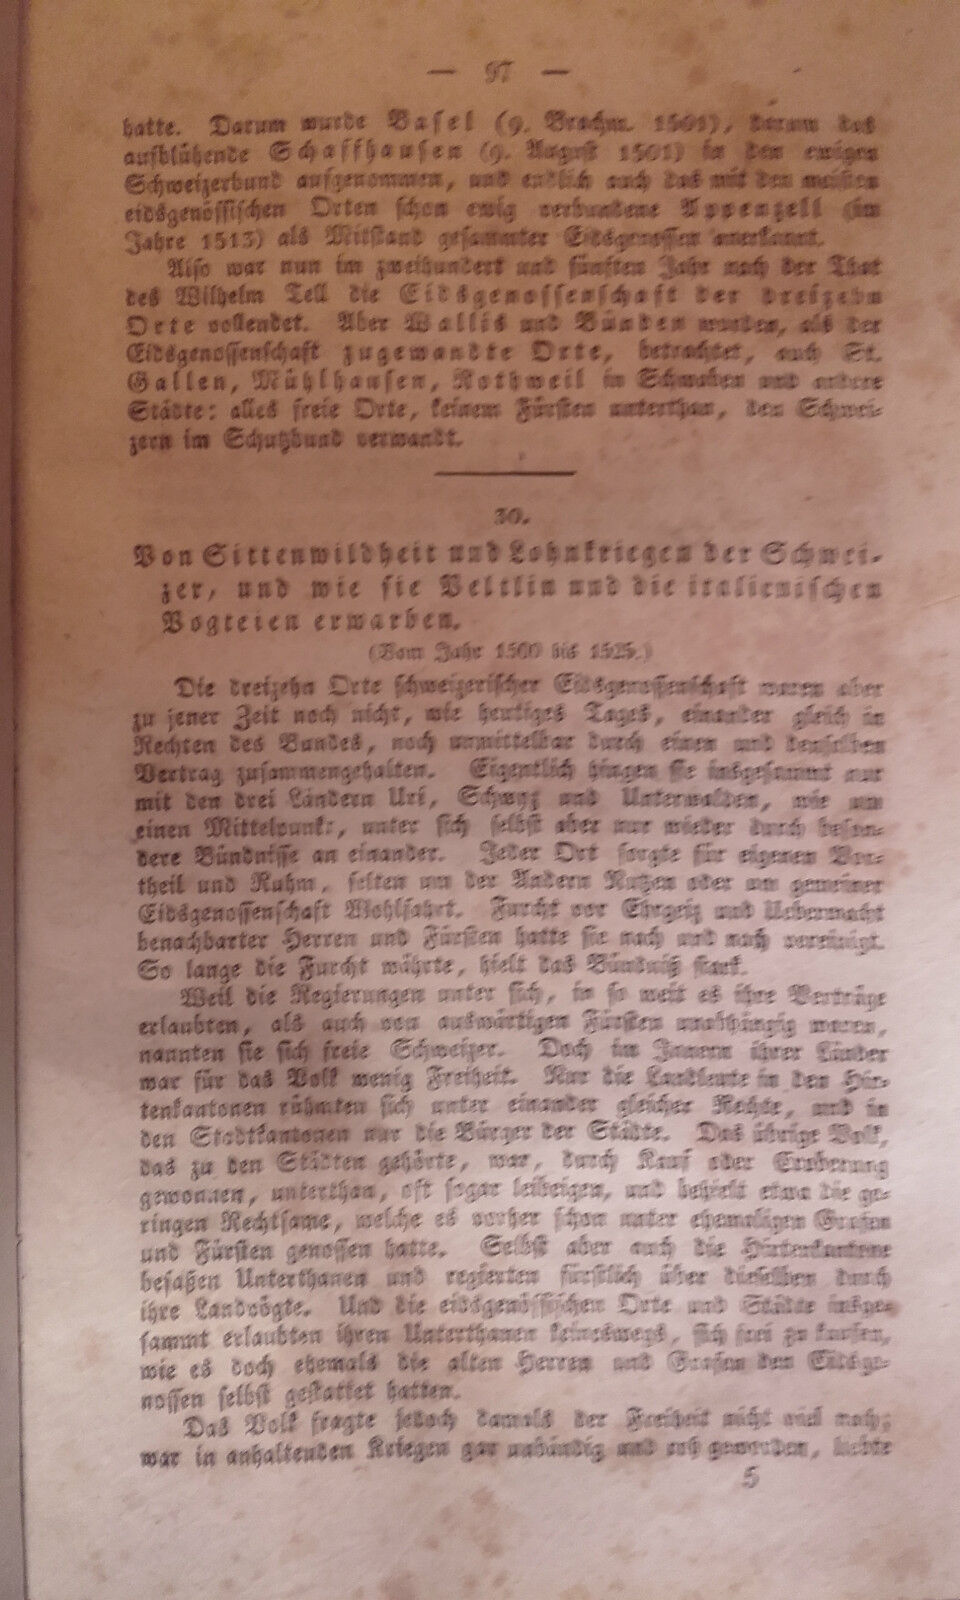 — 97 —
hatte. Darum wurde Basel (9. Brachm. 1501), darum das
aufblühende Schaffhausen (9. August 1501) in den ewigen
Schweizerbund aufgenommen, und endlich auch das mit den meisten
eidsgenössischen Orten schon ewig verbundene Appenzell (im
Jahre 1513) als Mitstand gesammter Eidsgenossen anerkannt.
Also war nun im zweihundert und fünften Jahr nach der That
des Wilhelm Tell die Eidsgenossenschaft der dreizehn
Orte vollendet. Aber Wallis und Bünden wurden, als der
Eidsgenossenschaft zugewandte Orte, betrachtet, auch St.
Gallen, Mühlhausen, Rothweil in Schwaben und andere
Städte: alles freie Orte, keinem Fürsten unterthan, den Schwei-
zern im Schutzbund verwandt.
30.
Von Sittenwildheit und Lohnkriegen der Schwei-
zer, und wie sie Veltlin und die italienischen
Vogteien erwarben.
(Vom Jahr 1500 bis 1525.)
Die dreizehn Orte schweizerischer Eidsgenossenschaft waren aber
zu jener Zeit noch nicht, wie heutiges Tages, einander gleich in
Rechten des Bundes, noch unmittelbar durch einen und denselben
Vertrag zusammengehalten. Eigentlich hingen sie insgesammt nur
mit den drei Ländern Uri, Schwyz und Unterwalden, wie um
einen Mittelpunkt, unter sich selbst aber nur wieder durch beson-
dere Bündnisse an einander. Jeder Ort sorgte für eigenen Vor-
theil und Ruhm, selten um der Andern Nutzen oder um gemeiner
Eidsgenossenschaft Wohlfahrt. Furcht vor Ehrgeiz und Uebermacht
benachbarter Herren und Fürsten hatte sie nach und nach vereinigt.
So lange die Furcht währte, hielt das Bündniß stark.
Weil die Regierungen unter sich, in so weit es ihre Verträge
erlaubten, als auch von auswärtigen Fürsten unabhängig waren,
nannten sie sich freie Schweizer. Doch im Innern ihrer Länder
war für das Volk wenig Freiheit. Nur die Landleute in den Hir-
tenkantonen rühmten sich unter einander gleicher Rechte, und in
den Stadtkantonen nur die Bürger der Städte. Das übrige Volk,
das zu den Städten gehörte, war, durch Kauf oder Eroberung
gewonnen, unterthan, oft sogar leibeigen, und behielt etwa die ge-
ringen Rechtsame, welche es vorher schon unter ehemaligen Grafen
und Fürsten genossen hatte. Selbst aber auch die Hirtenkantone
besaßen Unterthanen und regierten fürstlich über dieselben durch
ihre Landvögte. Und die eidsgenössischen Orte und Städte insge-
sammt erlaubten ihren Unterthanen keineswegs, sich frei zu kaufen,
wie es doch ehemals die alten Herren und Grafen den Eidsge-
nossen selbst gestattet hatten.
Das Volk fragte jedoch damals der Freiheit nicht viel nach;
war in anhaltenden Kriegen gar unbändig und roh geworden, liebte
5